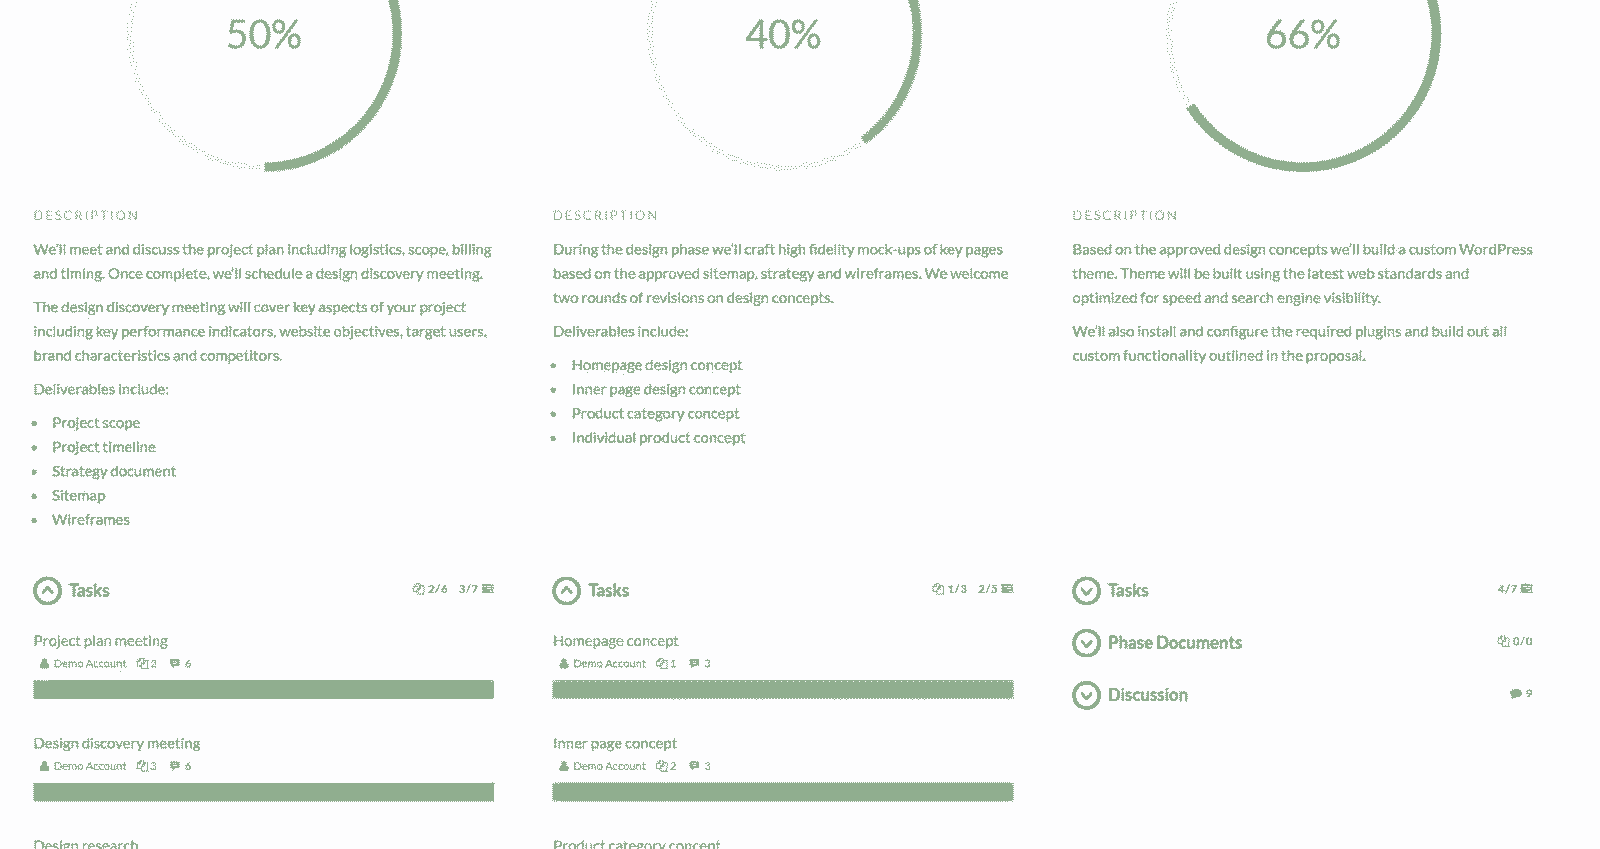 50%
DESCRIPTION
We'll meet and discuss the project plan including logistics, scope, billing
and timing. Once complete, we'll schedule a design discovery meeting.
The design discovery meeting will cover key aspects of your project
including key performance indicators, website objectives, target users,
brand characteristics and competitors.
Deliverables include:
• Project scope
• Project timeline
• Strategy document
• Sitemap
• Wireframes
Tasks 2/6 3/7
Project plan meeting
Demo Account 3 6
Design discovery meeting
Demo Account 3 6
Design research
40%
DESCRIPTION
During the design phase we'll craft high fidelity mock-ups of key pages
based on the approved sitemap, strategy and wireframes. We welcome
two rounds of revisions on design concepts.
Deliverables include:
• Homepage design concept
• Inner page design concept
• Product category concept
• Individual product concept
Tasks 1/3 2/5
Homepage concept
Demo Account 1 3
Inner page concept
Demo Account 2 3
Product category concept
66%
DESCRIPTION
Based on the approved design concepts we'll build a custom WordPress
theme. Theme will be built using the latest web standards and
optimized for speed and search engine visibility.
We'll also install and configure the required plugins and build out all
custom functionality outlined in the proposal.
Tasks 4/7
Phase Documents 0/0
Discussion 9